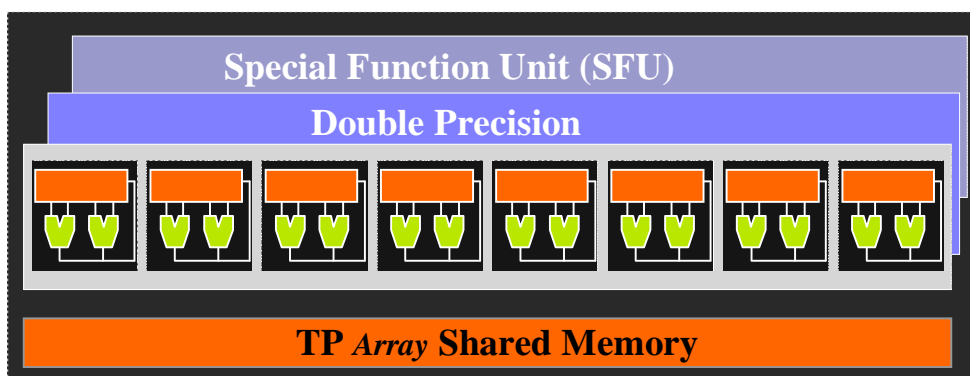 Special Function Unit (SFU)
Double Precision
TP Array Shared Memory